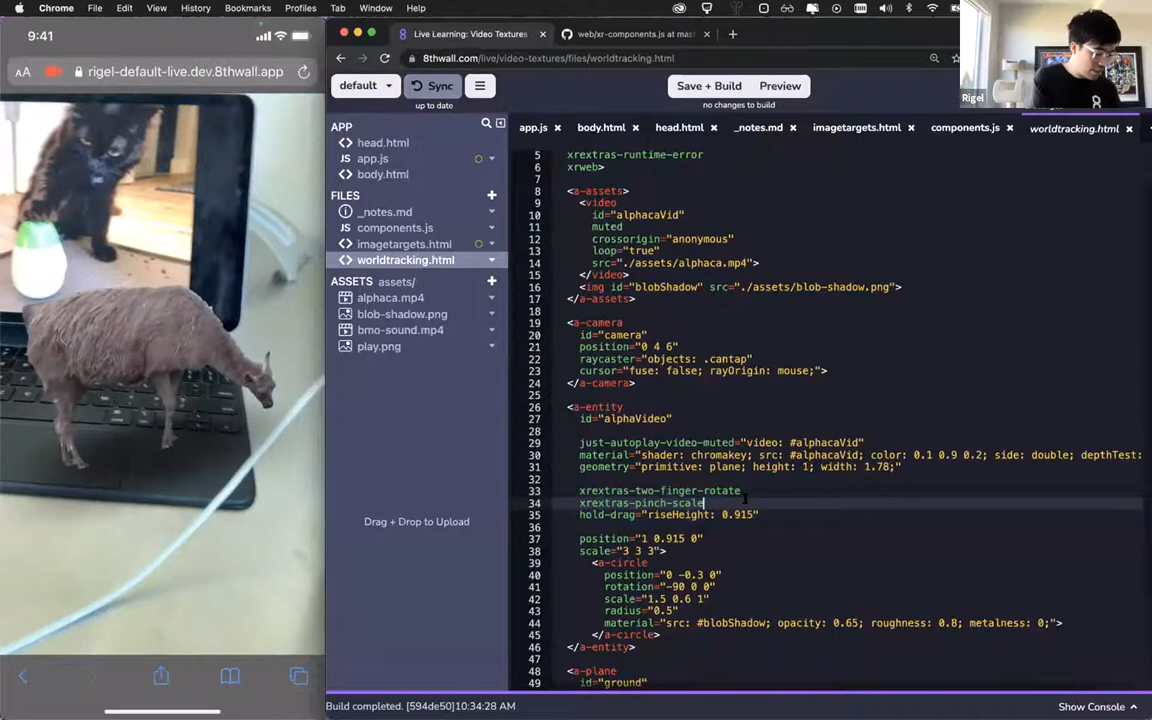 Chrome File Edit View History Bookmarks Profiles Tab Window Help
9:41
AA rigel-default-live.dev.8thwall.app
Live Learning: Video Textures
web/xr-components.js at mast
8thwall.com/live/video-textures/files/worldtracking.html
Rigel
default
Sync
up to date
Save + Build
Preview
no changes to build
APP
head.html
JS app.js
body.html
FILES
_notes.md
JS components.js
imagetargets.html
worldtracking.html
ASSETS assets/
alphaca.mp4
blob-shadow.png
bmo-sound.mp4
play.png
Drag + Drop to Upload
app.js body.html head.html _notes.md imagetargets.html components.js worldtracking.html
5 xrextras-runtime-error
6 xrweb>
7
8 <a-assets>
9 <video
10 id="alphacaVid"
11 muted
12 crossorigin="anonymous"
13 loop="true"
14 src="./assets/alphaca.mp4">
15 </video>
16 <img id="blobShadow" src="./assets/blob-shadow.png">
17 </a-assets>
18
19 <a-camera
20 id="camera"
21 position="0 4 6"
22 raycaster="objects: .cantap"
23 cursor="fuse: false; rayOrigin: mouse;">
24 </a-camera>
25
26 <a-entity
27 id="alphaVideo"
28
29 just-autoplay-video-muted="video: #alphacaVid"
30 material="shader: chromakey; src: #alphacaVid; color: 0.1 0.9 0.2; side: double; depthTest:
31 geometry="primitive: plane; height: 1; width: 1.78;"
32
33 xrextras-two-finger-rotate
34 xrextras-pinch-scale
35 hold-drag="riseHeight: 0.915"
36
37 position="1 0.915 0"
38 scale="3 3 3">
39 <a-circle
40 position="0 -0.3 0"
41 rotation="-90 0 0"
42 scale="1.5 0.6 1"
43 radius="0.5"
44 material="src: #blobShadow; opacity: 0.65; roughness: 0.8; metalness: 0;">
45 </a-circle>
46 </a-entity>
47
48 <a-plane
49 id="ground"
Build completed. [594de50]10:34:28 AM
Show Console